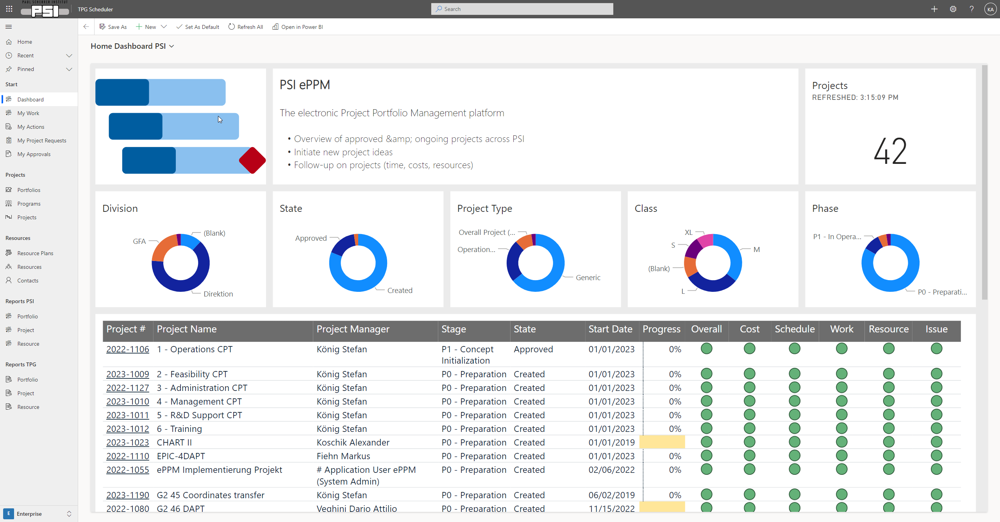 PAUL SCHERRER INSTITUT
PSI
TPG Scheduler
Search
KA
Save As
New
Set As Default
Refresh All
Open in Power BI
Home
Recent
Pinned
Start
Dashboard
My Work
My Actions
My Project Requests
My Approvals
Projects
Portfolios
Programs
Projects
Resources
Resource Plans
Resources
Contacts
Reports PSI
Portfolio
Project
Resource
Reports TPG
Portfolio
Project
Resource
E Enterprise
Home Dashboard PSI
PSI ePPM
The electronic Project Portfolio Management platform
• Overview of approved &amp; ongoing projects across PSI
• Initiate new project ideas
• Follow-up on projects (time, costs, resources)
Projects
REFRESHED: 3:15:09 PM
42
Division
(Blank)
GFA
Direktion
State
Approved
Created
Project Type
Overall Project (...
Operation...
Generic
Class
XL
S
M
(Blank)
L
Phase
P1 - In Opera...
P0 - Preparati...
Project # Project Name Project Manager Stage State Start Date Progress Overall Cost Schedule Work Resource Issue
2022-1106 1 - Operations CPT König Stefan P1 - Concept Approved 01/01/2023 0%
Initialization
2023-1009 2 - Feasibility CPT König Stefan P0 - Preparation Created 01/01/2023 0%
2022-1127 3 - Administration CPT König Stefan P0 - Preparation Created 01/01/2023 0%
2023-1010 4 - Management CPT König Stefan P0 - Preparation Created 01/01/2023 0%
2023-1011 5 - R&D Support CPT König Stefan P0 - Preparation Created 01/01/2023 0%
2023-1012 6 - Training König Stefan P0 - Preparation Created 01/01/2023 0%
2023-1023 CHART II Koschik Alexander P0 - Preparation Created 01/01/2019
2022-1110 EPIC-4DAPT Fiehn Markus P0 - Preparation Created 01/01/2023 0%
2022-1055 ePPM Implementierung Projekt # Application User ePPM P0 - Preparation Created 02/06/2022 0%
(System Admin)
2023-1190 G2 45 Coordinates transfer König Stefan P0 - Preparation Created 06/02/2019 0%
2022-1080 G2 46 DAPT Veghini Dario Attilio P0 - Preparation Created 11/15/2022